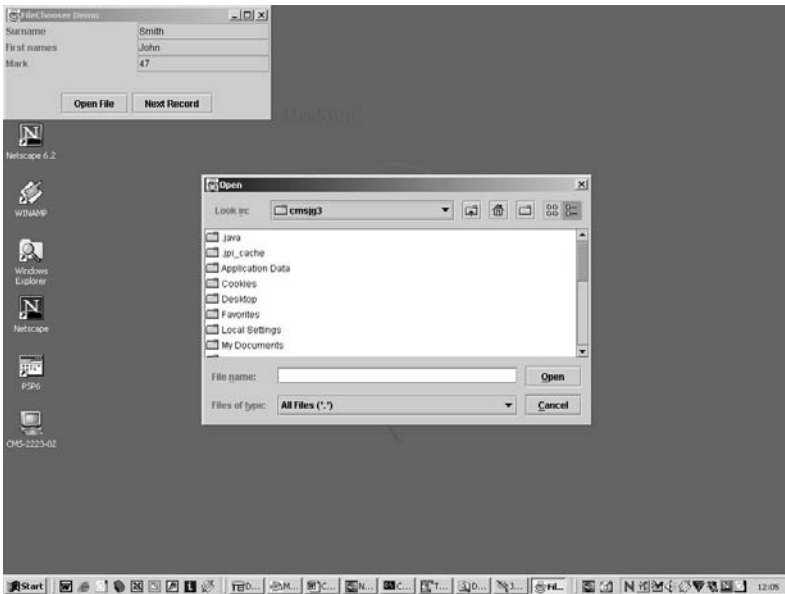 FileChooser Demo
Surname Smith
First names John
Mark 47
Open File Next Record
Netscape 6.2
WINAMP
Windows
Explorer
Netscape
PSP6
CMS-2223-02
Open
Look in: cmsjg3
.java
.jpi_cache
Application Data
Cookies
Desktop
Favorites
Local Settings
My Documents
File name: Open
Files of type: All Files (*.*) Cancel
Start D... M... C... N... C... T... D... J... Fil... 12:05